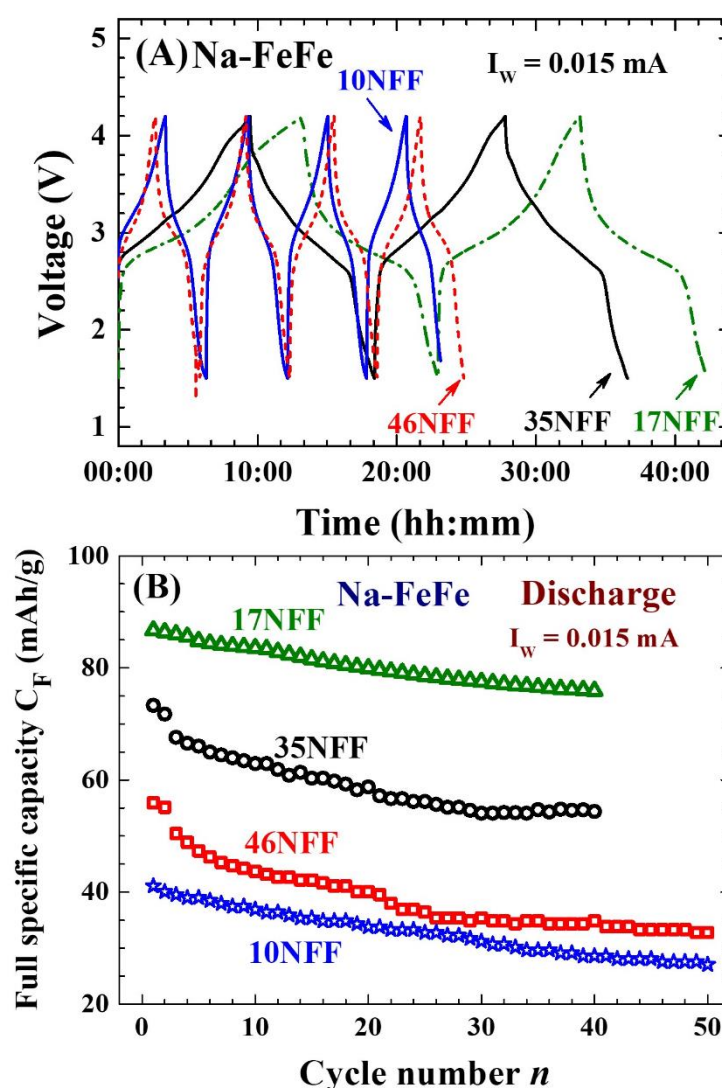 (A) Na-FeFe
I_W = 0.015 mA
10NFF
46NFF
35NFF
17NFF
Voltage (V)
5
4
3
2
1
00:00 10:00 20:00 30:00 40:00
Time (hh:mm)
(B) Na-FeFe Discharge
I_W = 0.015 mA
17NFF
35NFF
46NFF
10NFF
Full specific capacity C_F (mAh/g)
100
80
60
40
20
0 10 20 30 40 50
Cycle number n